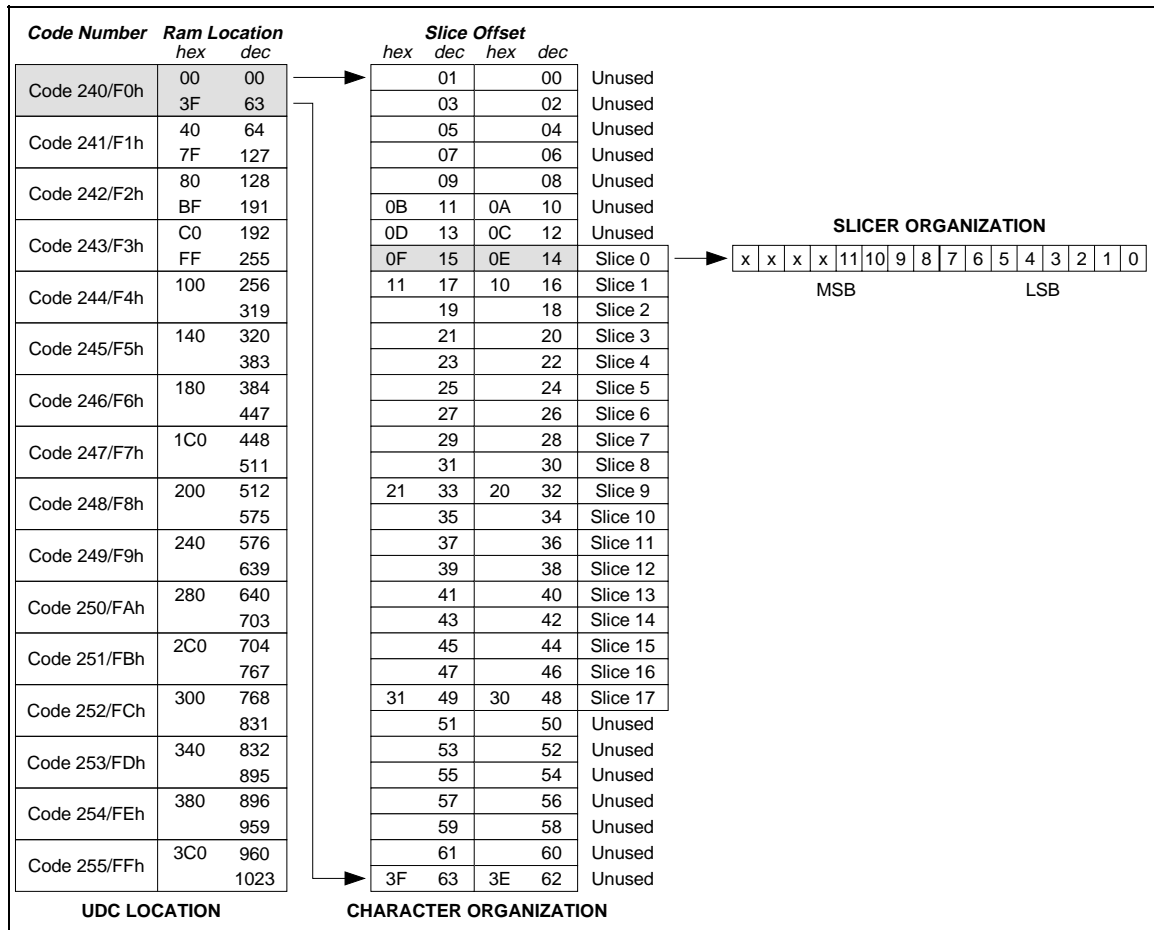 Code Number Ram Location Slice Offset
hex dec hex dec hex dec
Code 240/F0h 00 00 01 00 Unused
3F 63 03 02 Unused
Code 241/F1h 40 64 05 04 Unused
7F 127 07 06 Unused
Code 242/F2h 80 128 09 08 Unused
BF 191 0B 11 0A 10 Unused
Code 243/F3h C0 192 0D 13 0C 12 Unused
FF 255 0F 15 0E 14 Slice 0
SLICER ORGANIZATION
x x x x 11 10 9 8 7 6 5 4 3 2 1 0
MSB LSB
Code 244/F4h 100 256 11 17 10 16 Slice 1
319 19 18 Slice 2
Code 245/F5h 140 320 21 20 Slice 3
383 23 22 Slice 4
Code 246/F6h 180 384 25 24 Slice 5
447 27 26 Slice 6
Code 247/F7h 1C0 448 29 28 Slice 7
511 31 30 Slice 8
Code 248/F8h 200 512 21 33 20 32 Slice 9
575 35 34 Slice 10
Code 249/F9h 240 576 37 36 Slice 11
639 39 38 Slice 12
Code 250/FAh 280 640 41 40 Slice 13
703 43 42 Slice 14
Code 251/FBh 2C0 704 45 44 Slice 15
767 47 46 Slice 16
Code 252/FCh 300 768 31 49 30 48 Slice 17
831 51 50 Unused
Code 253/FDh 340 832 53 52 Unused
895 55 54 Unused
Code 254/FEh 380 896 57 56 Unused
959 59 58 Unused
Code 255/FFh 3C0 960 61 60 Unused
1023 3F 63 3E 62 Unused
UDC LOCATION CHARACTER ORGANIZATION